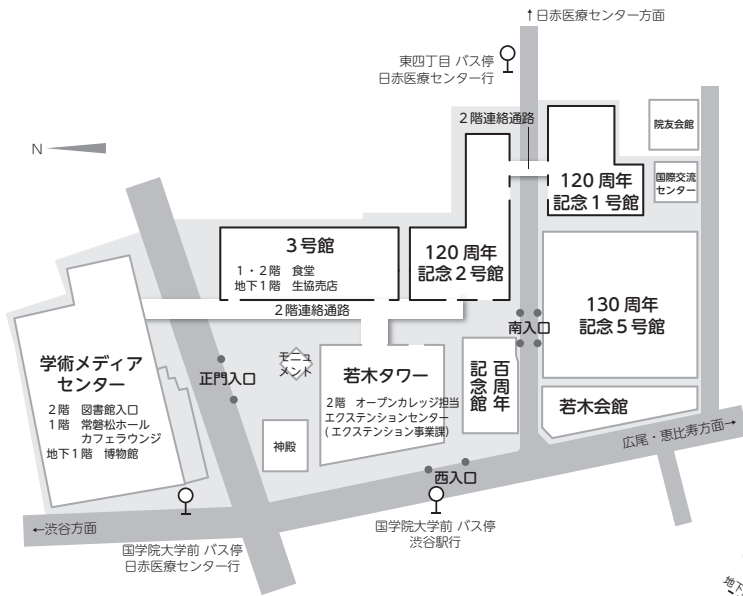 ↑日赤医療センター方面
東四丁目 バス停
日赤医療センター行
2階連絡通路
院友会館
N
120 周年
記念1号館
国際交流
センター
3号館
1・2階 食堂
地下1階 生協売店
120 周年
記念2号館
2階連絡通路
130 周年
記念5号館
南入口
学術メディア
センター
2階 図書館入口
1階 常磐松ホール
カフェラウンジ
地下1階 博物館
正門入口
モニュ
メント
若木タワー
2階 オープンカレッジ担当
エクステンションセンター
(エクステンション事業課)
百周年
記念館
若木会館
神殿
広尾・恵比寿方面→
西入口
←渋谷方面
国学院大学前 バス停
渋谷駅行
国学院大学前 バス停
日赤医療センター行
地下